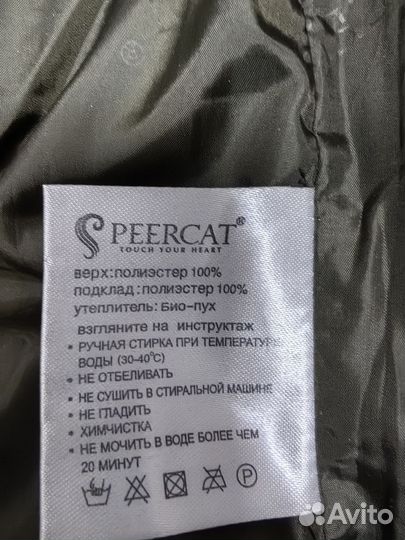 PEERCAT®
TOUCH YOUR HEART
верх:полиэстер 100%
подклад:полиэстер 100%
утеплитель: Био-пух
взгляните на инструктаж
• РУЧНАЯ СТИРКА ПРИ ТЕМПЕРАТУРЕ
ВОДЫ (30-40°C)
• НЕ ОТБЕЛИВАТЬ
• НЕ СУШИТЬ В СТИРАЛЬНОЙ МАШИНЕ
• НЕ ГЛАДИТЬ
• ХИМЧИСТКА
• НЕ МОЧИТЬ В ВОДЕ БОЛЕЕ ЧЕМ
20 МИНУТ
P
Avito